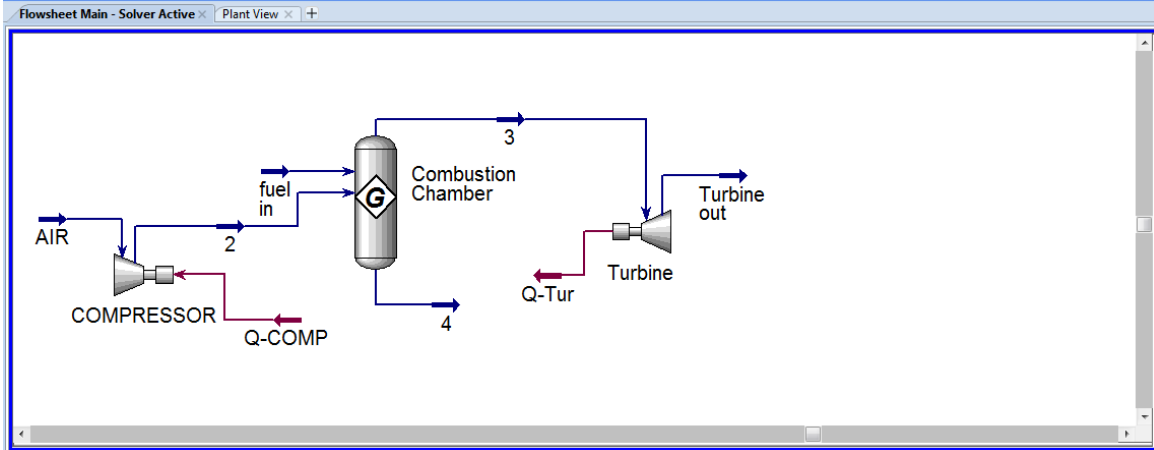 Flowsheet Main - Solver Active × Plant View × +
3
fuel
in
G
Combustion
Chamber
Turbine
out
AIR
2
Turbine
Q-Tur
COMPRESSOR
4
Q-COMP